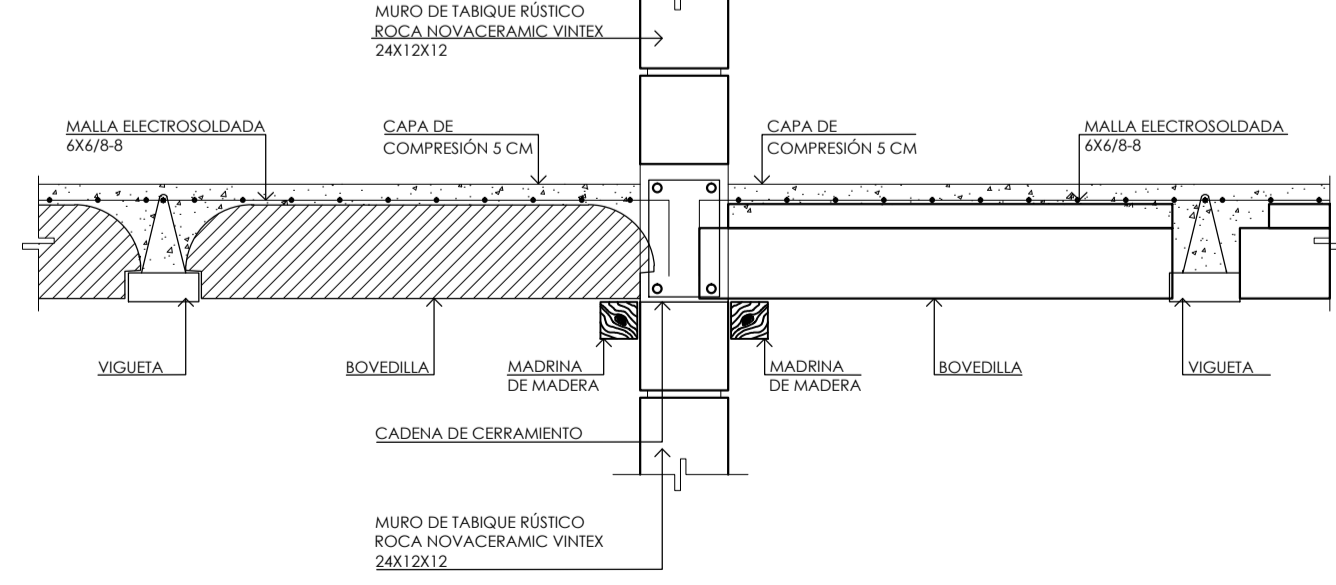 MURO DE TABIQUE RÚSTICO
ROCA NOVACERAMIC VINTEX
24X12X12
MALLA ELECTROSOLDADA
6X6/8-8
CAPA DE
COMPRESIÓN 5 CM
CAPA DE
COMPRESIÓN 5 CM
MALLA ELECTROSOLDADA
6X6/8-8
VIGUETA
BOVEDILLA
MADRINA
DE MADERA
MADRINA
DE MADERA
BOVEDILLA
VIGUETA
CADENA DE CERRAMIENTO
MURO DE TABIQUE RÚSTICO
ROCA NOVACERAMIC VINTEX
24X12X12